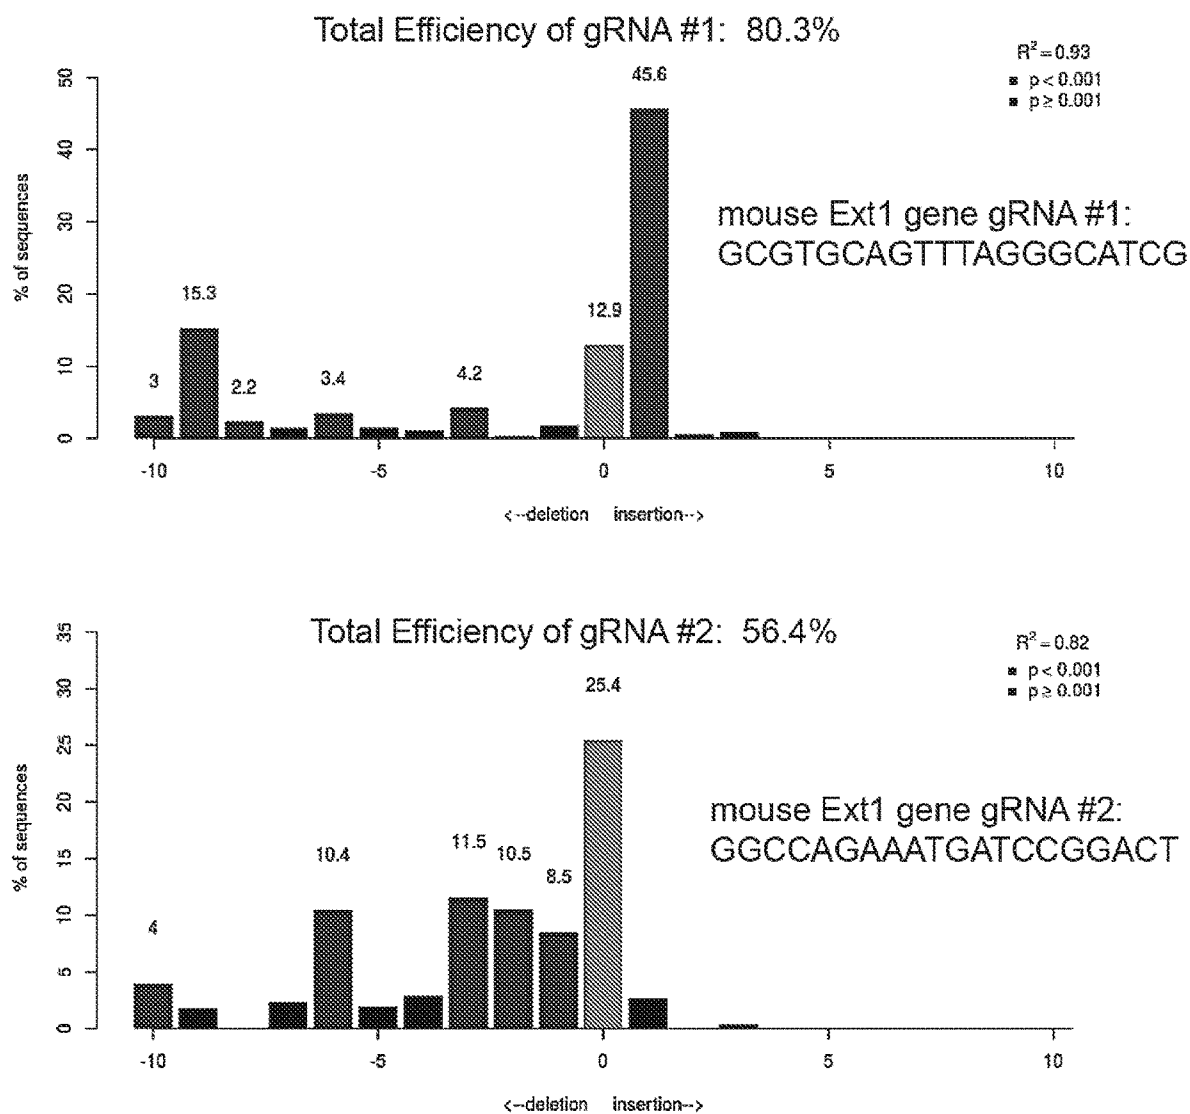 Total Efficiency of gRNA #1: 80.3%
R² = 0.93
p < 0.001
p ≥ 0.001
% of sequences
50
40
30
20
10
0
3
15.3
2.2
3.4
4.2
12.9
45.6
mouse Ext1 gene gRNA #1:
GCGTGCAGTTTAGGGCATCG
-10
-5
0
5
10
<--deletion insertion-->
Total Efficiency of gRNA #2: 56.4%
R² = 0.82
p < 0.001
p ≥ 0.001
% of sequences
35
30
25
20
15
10
5
0
4
10.4
11.5
10.5
8.5
25.4
mouse Ext1 gene gRNA #2:
GGCCAGAAATGATCCGGACT
-10
-5
0
5
10
<--deletion insertion-->